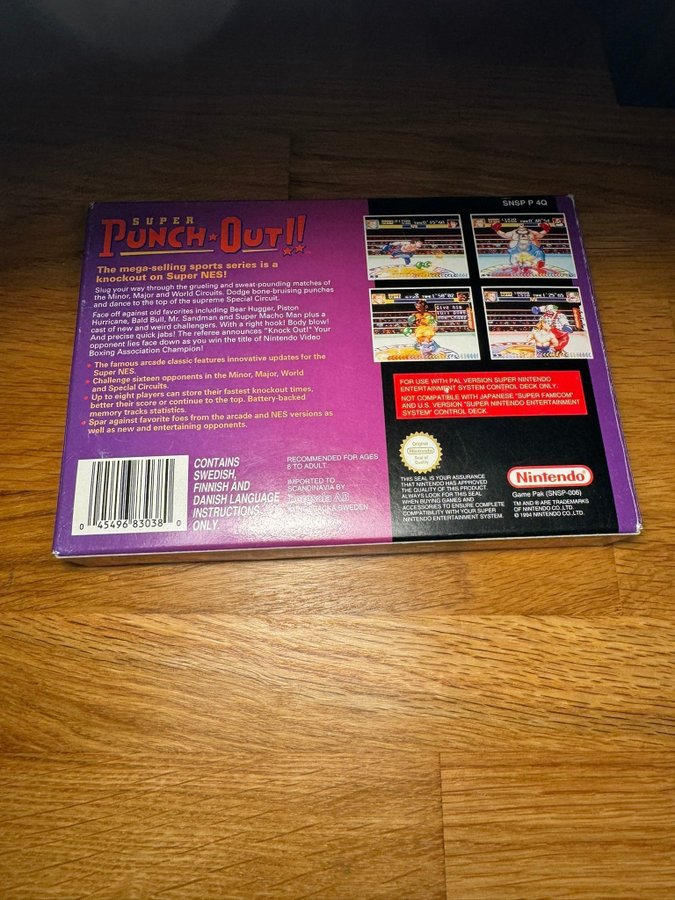 SNSP P 4Q
SUPER
PUNCH★OUT!!
The mega-selling sports series is a
knockout on Super NES!
Slug your way through the grueling and sweat-pounding matches of
the Minor, Major and World Circuits. Dodge bone-bruising punches
and dance to the top of the supreme Special Circuit.
Face off against old favorites including Bear Hugger, Piston
Hurricane, Bald Bull, Mr. Sandman and Super Macho Man plus a
cast of new and weird challengers. With a right hook! Body blow!
And precise quick jabs! The referee announces "Knock Out!" Your
opponent lies face down as you win the title of Nintendo Video
Boxing Association Champion!
• The famous arcade classic features innovative updates for the
Super NES.
• Challenge sixteen opponents in the Minor, Major, World
and Special Circuits.
• Up to eight players can store their fastest knockout times,
better their score or continue to the top. Battery-backed
memory tracks statistics.
• Spar against favorite foes from the arcade and NES versions as
well as new and entertaining opponents.
0 45496 83038 0
CONTAINS
SWEDISH,
FINNISH AND
DANISH LANGUAGE
INSTRUCTIONS
ONLY.
RECOMMENDED FOR AGES
6 TO ADULT.
IMPORTED TO
SCANDINAVIA BY
AB
SWEDEN
Give him
full power
FOR USE WITH PAL VERSION SUPER NINTENDO
ENTERTAINMENT SYSTEM CONTROL DECK ONLY.
NOT COMPATIBLE WITH JAPANESE "SUPER FAMICOM"
AND U.S. VERSION "SUPER NINTENDO ENTERTAINMENT
SYSTEM" CONTROL DECK.
Original
Nintendo
Seal of
Quality
THIS SEAL IS YOUR ASSURANCE
THAT NINTENDO HAS APPROVED
THE QUALITY OF THIS PRODUCT.
ALWAYS LOOK FOR THIS SEAL
WHEN BUYING GAMES AND
ACCESSORIES TO ENSURE COMPLETE
COMPATIBILITY WITH YOUR SUPER
NINTENDO ENTERTAINMENT SYSTEM.
Nintendo
Game Pak (SNSP-006)
TM AND ® ARE TRADEMARKS
OF NINTENDO CO.,LTD.
© 1994 NINTENDO CO.,LTD.